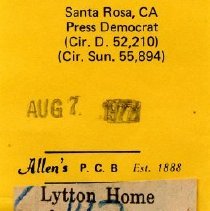 Santa Rosa, CA
Press Democrat
(Cir. D. 52,210)
(Cir. Sun. 55,894)
AUG 7
Allen's P. C. B Est. 1888
Lytton Home